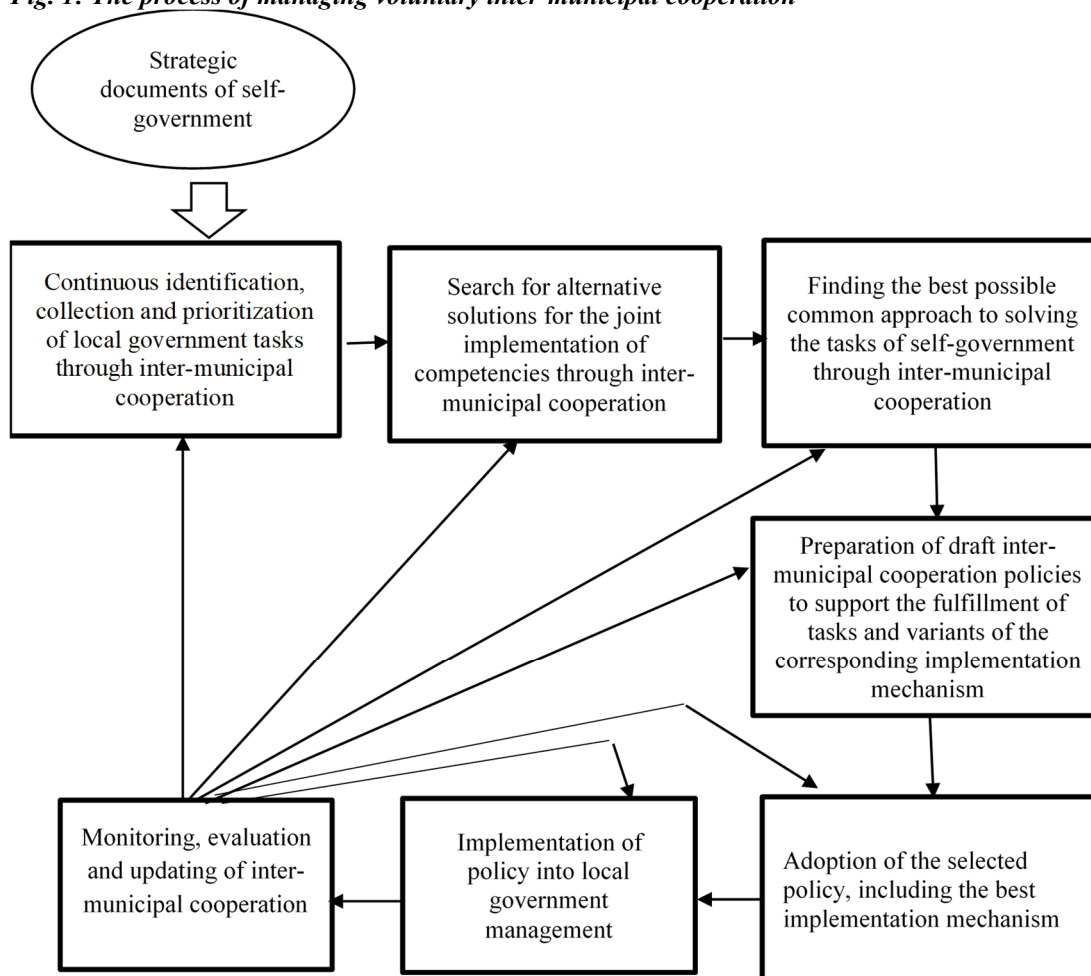 Fig. 1: The process of managing voluntary inter-municipal cooperation
Strategic
documents of self-
government
Continuous identification,
collection and prioritization
of local government tasks
through inter-municipal
cooperation
Search for alternative
solutions for the joint
implementation of
competencies through inter-
municipal cooperation
Finding the best possible
common approach to solving
the tasks of self-government
through inter-municipal
cooperation
Preparation of draft inter-
municipal cooperation policies
to support the fulfillment of
tasks and variants of the
corresponding implementation
mechanism
Monitoring, evaluation
and updating of inter-
municipal cooperation
Implementation of
policy into local
government
management
Adoption of the selected
policy, including the best
implementation mechanism